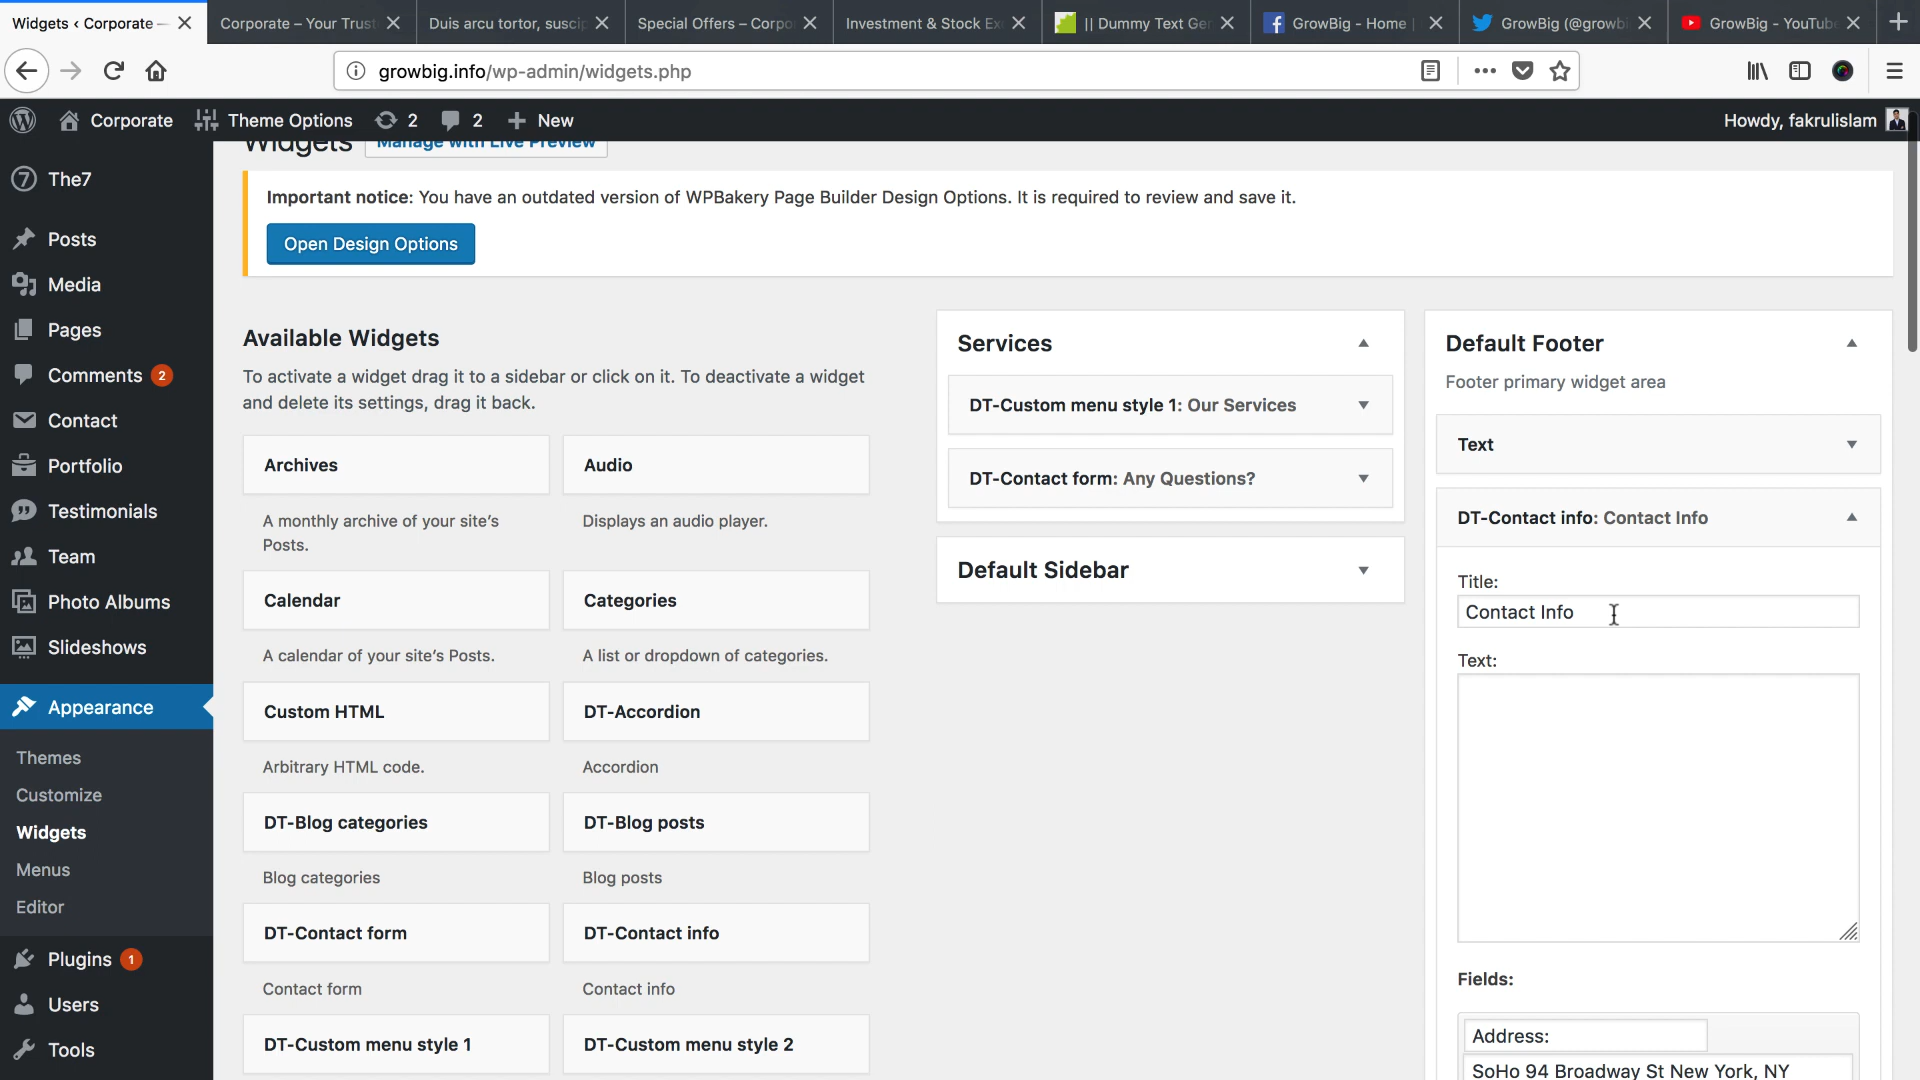 Widgets ‹ Corporate —
Corporate – Your Trust
Duis arcu tortor, suscip
Special Offers – Corpo
Investment & Stock Ex
|| Dummy Text Ger
GrowBig - Home |
GrowBig (@growbi
GrowBig - YouTube
growbig.info/wp-admin/widgets.php
Corporate
Theme Options
2
2
New
Howdy, fakrulislam
The7
Posts
Media
Pages
Comments 2
Contact
Portfolio
Testimonials
Team
Photo Albums
Slideshows
Appearance
Themes
Customize
Widgets
Menus
Editor
Plugins 1
Users
Tools
Widgets
Manage with Live Preview
Important notice: You have an outdated version of WPBakery Page Builder Design Options. It is required to review and save it.
Open Design Options
Available Widgets
To activate a widget drag it to a sidebar or click on it. To deactivate a widget
and delete its settings, drag it back.
Archives
Audio
A monthly archive of your site's
Posts.
Displays an audio player.
Calendar
Categories
A calendar of your site's Posts.
A list or dropdown of categories.
Custom HTML
DT-Accordion
Arbitrary HTML code.
Accordion
DT-Blog categories
DT-Blog posts
Blog categories
Blog posts
DT-Contact form
DT-Contact info
Contact form
Contact info
DT-Custom menu style 1
DT-Custom menu style 2
Services
DT-Custom menu style 1: Our Services
DT-Contact form: Any Questions?
Default Sidebar
Default Footer
Footer primary widget area
Text
DT-Contact info: Contact Info
Title:
Contact Info
Text:
Fields:
Address:
SoHo 94 Broadway St New York, NY